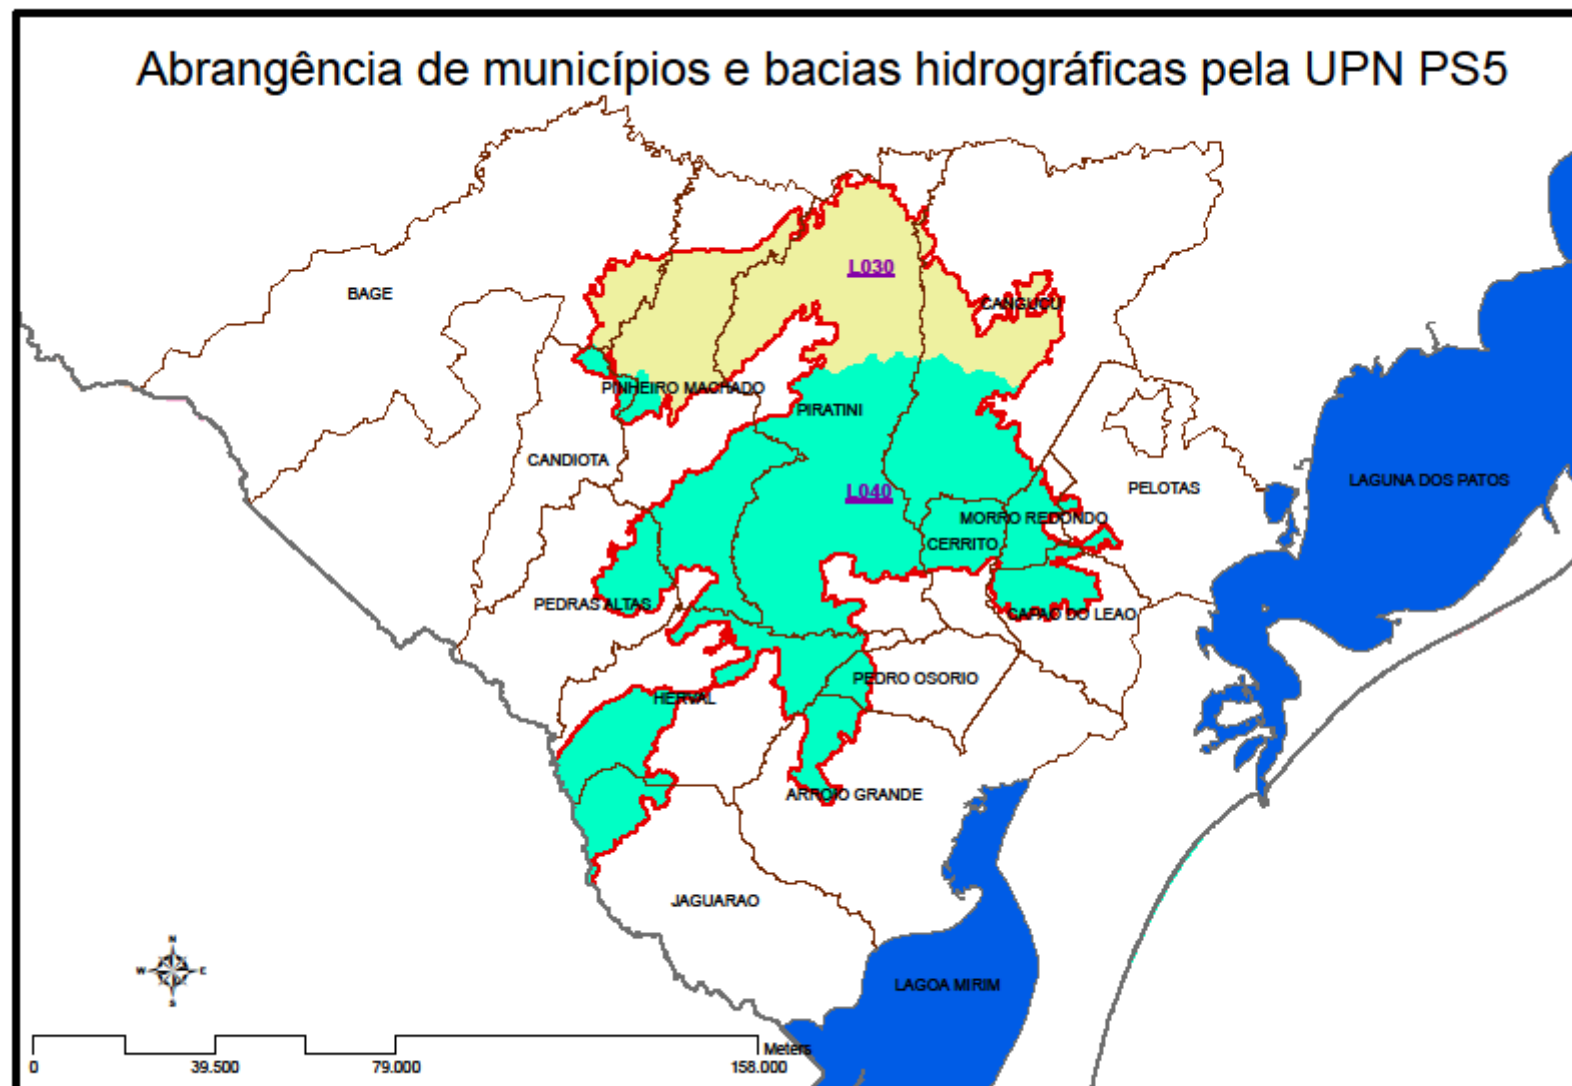 Abrangência de municípios e bacias hidrográficas pela UPN PS5
L030
BAGE
CANGUCU
PINHEIRO MACHADO
PIRATINI
CANDIOTA
L040
PELOTAS
LAGUNA DOS PATOS
MORRO REDONDO
CERRITO
PEDRAS ALTAS
CAPAO DO LEAO
PEDRO OSORIO
HERVAL
ARROIO GRANDE
JAGUARAO
LAGOA MIRIM
N
W E
S
Meters
0 39.500 79.000 158.000